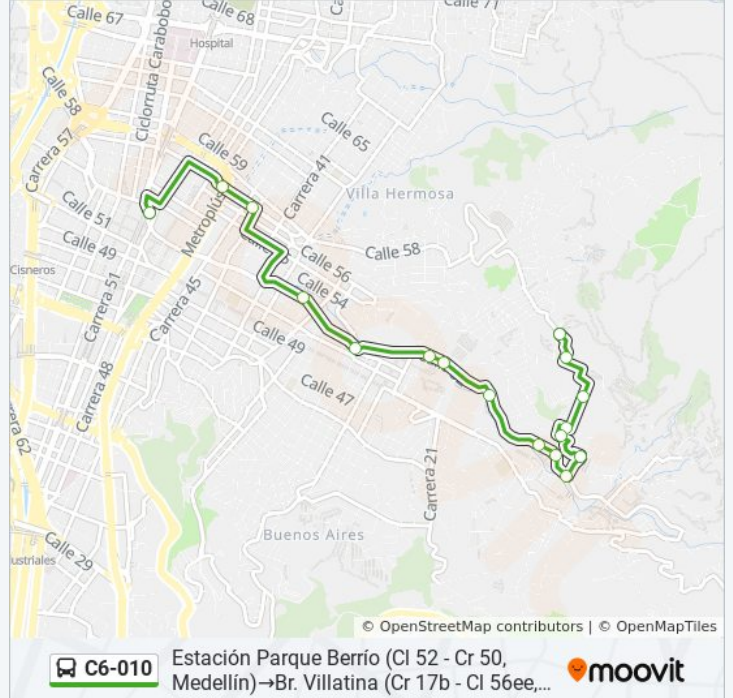 Calle 67
Calle 68
Ca
Calle 71
Hospital
Ciclorruta Carabobo
Calle 58
Calle 65
Carrera 57
Calle 59
Carrera 41
Villa Hermosa
Calle 51
Metroplús
Calle 49
Calle 58
Calle 56
Cisneros
Calle 54
Carrera 51
Carrera 45
Calle 49
Carrera 48
Calle 47
rrera 62
Carrera 21
Buenos Aires
Calle 29
ustriales
© OpenStreetMap contributors | © OpenMapTiles
C6-010
Estación Parque Berrío (Cl 52 - Cr 50,
Medellín)→Br. Villatina (Cr 17b - Cl 56ee,...
moovit